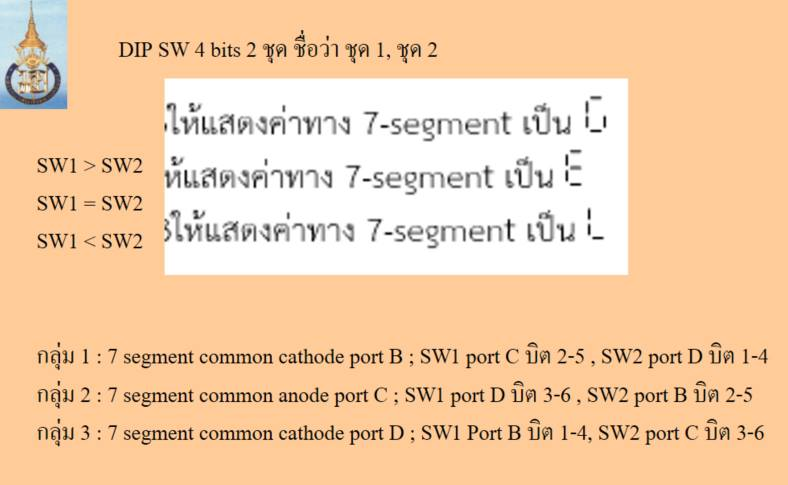 DIP SW 4 bits 2 ชุด ชื่อว่า ชุด 1, ชุด 2
ให้แสดงค่าทาง 7-segment เป็น G
SW1 > SW2
ห้แสดงค่าทาง 7-segment เป็น E
SW1 = SW2
ให้แสดงค่าทาง 7-segment เป็น L
SW1 < SW2
กลุ่ม 1 : 7 segment common cathode port B ; SW1 port C บิต 2-5 , SW2 port D บิต 1-4
กลุ่ม 2 : 7 segment common anode port C ; SW1 port D 3-6 , SW2 port B บิต 2-5
กลุ่ม 3 : 7 segment common cathode port D ; SW1 Port B บิต 1-4, SW2 port C บิต 3-6